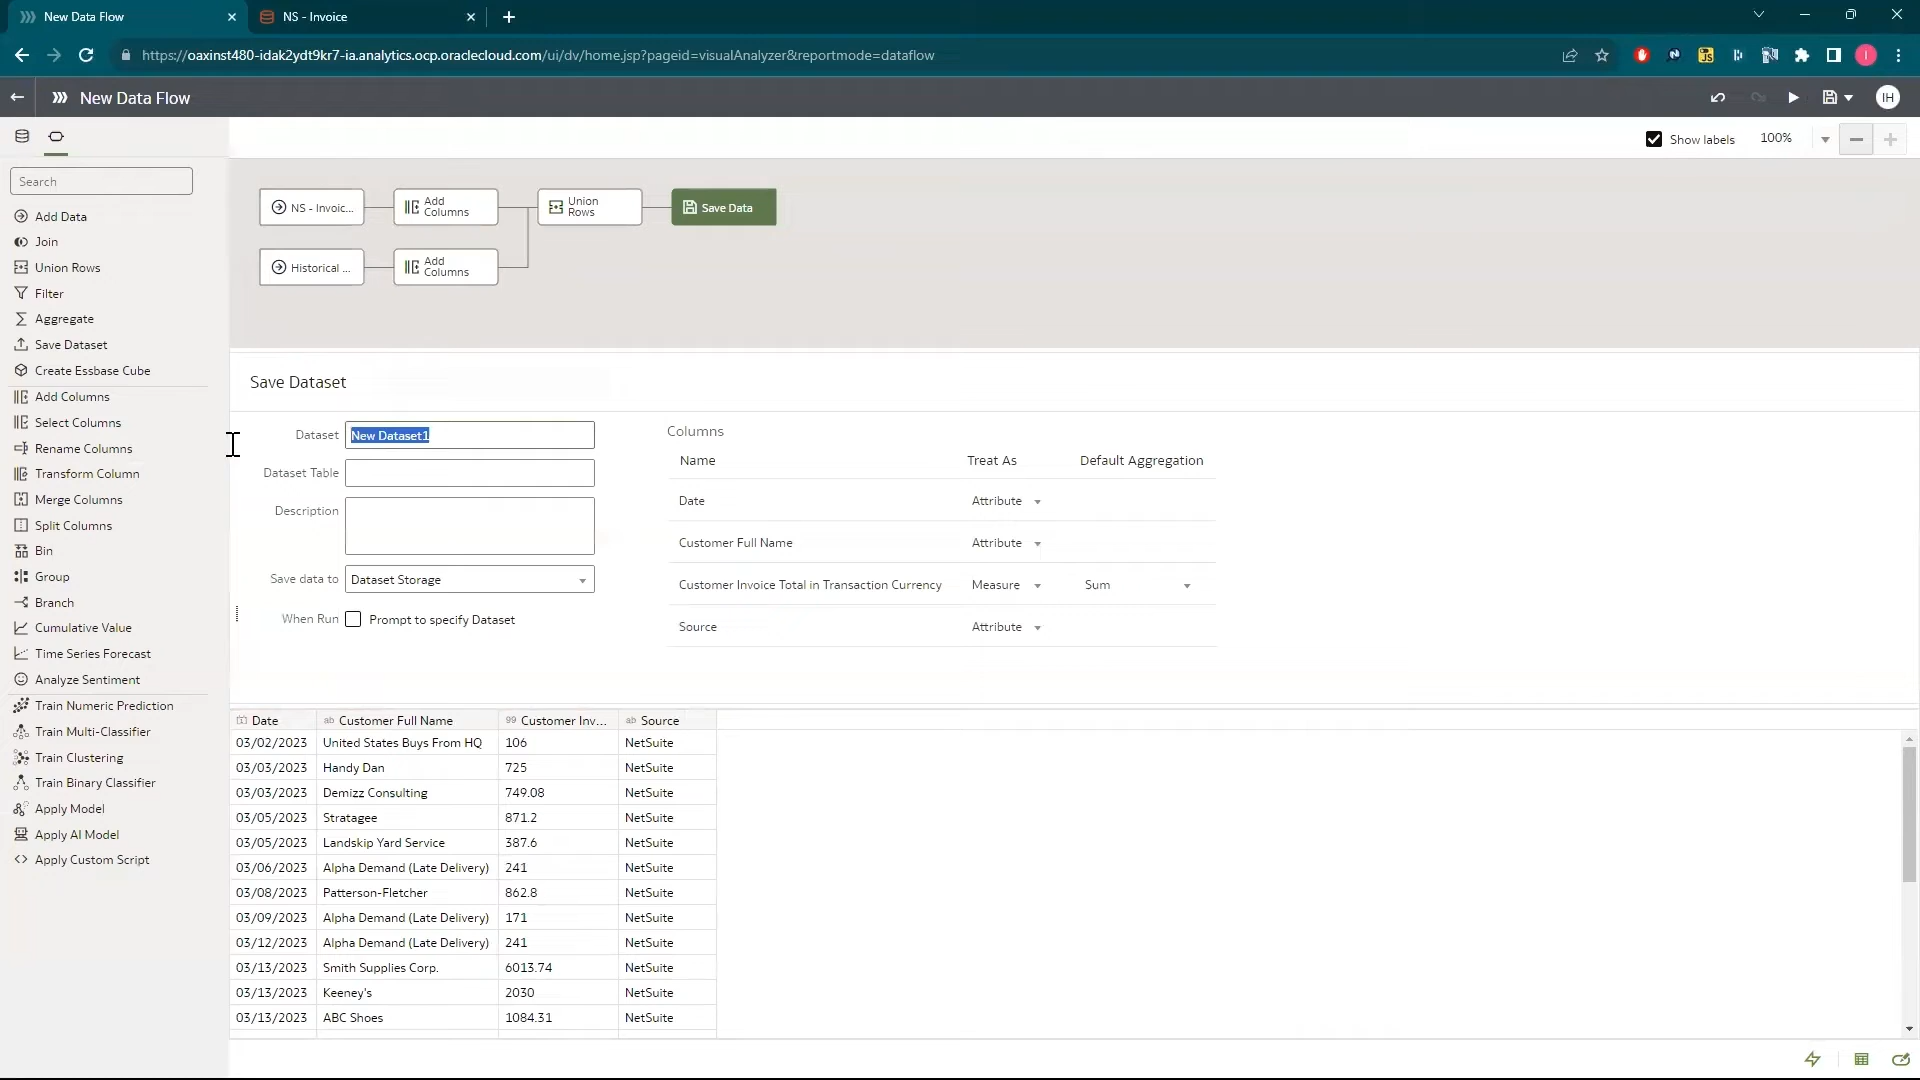 New Data Flow
NS - Invoice
https://oaxinst480-idak2ydt9kr7-ia.analytics.ocp.oraclecloud.com/ui/dv/home.jsp?pageid=visualAnalyzer&reportmode=dataflow
New Data Flow
IH
Show labels
100%
Search
Add Data
Join
Union Rows
Filter
Aggregate
Save Dataset
Create Essbase Cube
Add Columns
Select Columns
Rename Columns
Transform Column
Merge Columns
Split Columns
Bin
Group
Branch
Cumulative Value
Time Series Forecast
Analyze Sentiment
Train Numeric Prediction
Train Multi-Classifier
Train Clustering
Train Binary Classifier
Apply Model
Apply AI Model
Apply Custom Script
NS - Invoic...
Add
Columns
Union
Rows
Save Data
Historical ...
Add
Columns
Save Dataset
Dataset New Dataset1
Dataset Table
Description
Save data to Dataset Storage
When Run Prompt to specify Dataset
Columns
Name Treat As Default Aggregation
Date Attribute
Customer Full Name Attribute
Customer Invoice Total in Transaction Currency Measure Sum
Source Attribute
Date ab Customer Full Name 99 Customer Inv... ab Source
03/02/2023 United States Buys From HQ 106 NetSuite
03/03/2023 Handy Dan 725 NetSuite
03/03/2023 Demizz Consulting 749.08 NetSuite
03/05/2023 Stratagee 871.2 NetSuite
03/05/2023 Landskip Yard Service 387.6 NetSuite
03/06/2023 Alpha Demand (Late Delivery) 241 NetSuite
03/08/2023 Patterson-Fletcher 862.8 NetSuite
03/09/2023 Alpha Demand (Late Delivery) 171 NetSuite
03/12/2023 Alpha Demand (Late Delivery) 241 NetSuite
03/13/2023 Smith Supplies Corp. 6013.74 NetSuite
03/13/2023 Keeney's 2030 NetSuite
03/13/2023 ABC Shoes 1084.31 NetSuite